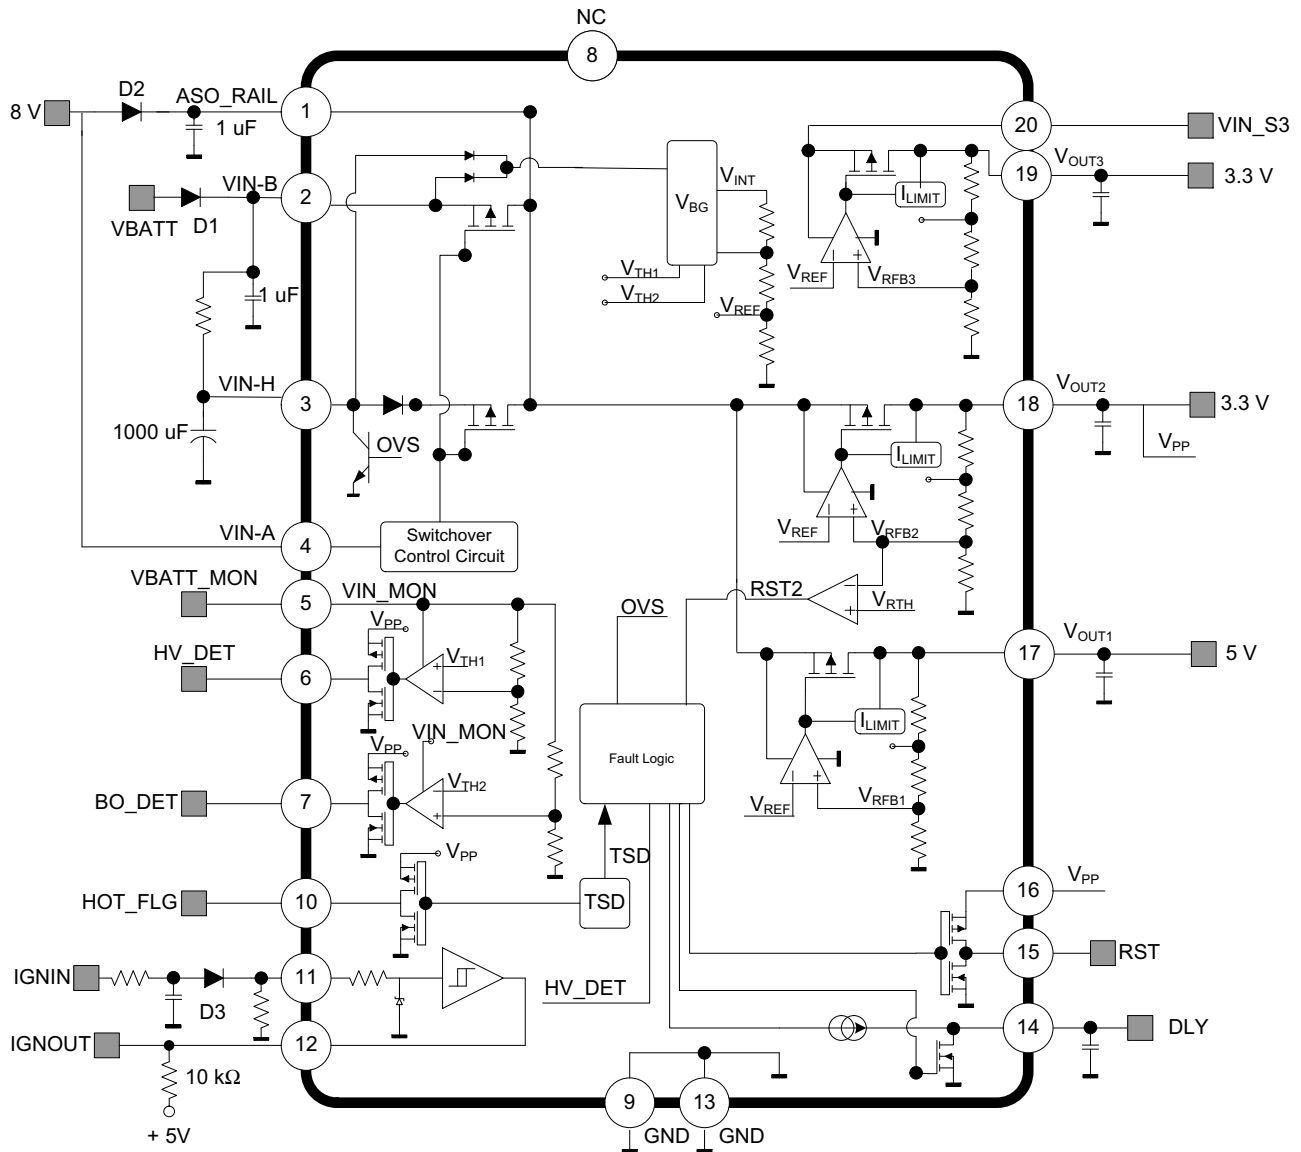 NC
8
8 V
D2
ASO_RAIL
1
1 uF
20
VIN_S3
VBATT
D1
VIN-B
2
VINT
VBG
ILIMIT
19
VOUT3
3.3 V
VTH1
VTH2
VREF
VREF
VRFB3
1 uF
VIN-H
3
1000 uF
OVS
18
VOUT2
3.3 V
VPP
ILIMIT
VREF
VRFB2
VIN-A
4
Switchover
Control Circuit
RST2
VRTH
VBATT_MON
5
VIN_MON
OVS
VPP
VTH1
HV_DET
6
17
VOUT1
5 V
ILIMIT
VIN_MON
VPP
VTH2
Fault Logic
BO_DET
7
VREF
VRFB1
VPP
TSD
HOT_FLG
10
TSD
16
VPP
15
RST
IGNIN
D3
11
HV_DET
IGNOUT
12
14
DLY
10 kΩ
+ 5V
9
13
GND
GND